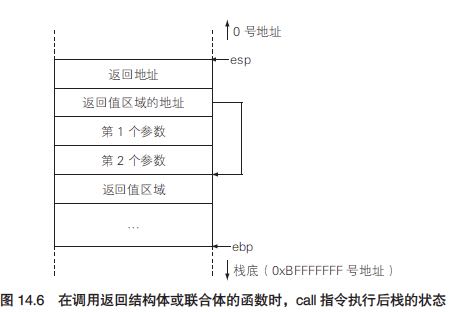 0 号地址
esp
返回地址
返回值区域的地址
第 1 个参数
第 2 个参数
返回值区域
…
ebp
栈底（0xBFFFFFFF 号地址）
图 14.6 在调用返回结构体或联合体的函数时，call 指令执行后栈的状态